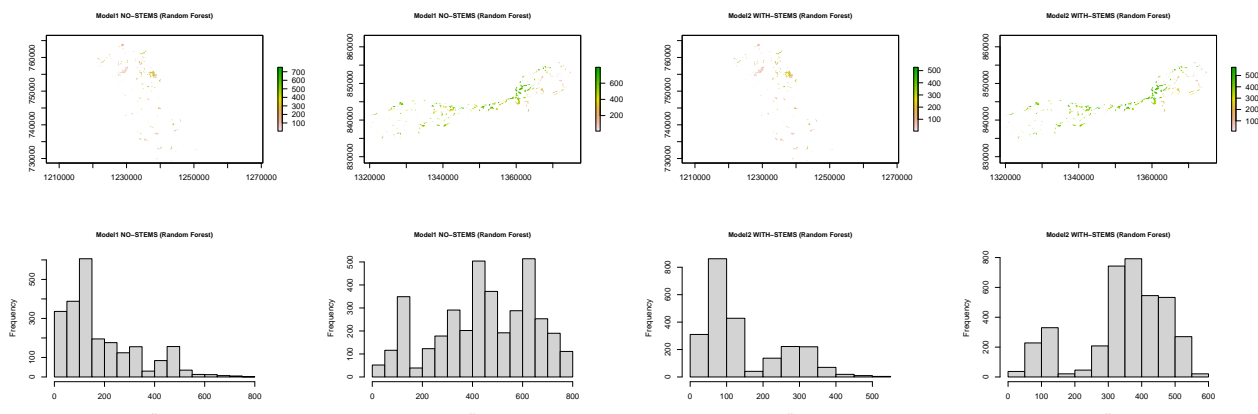 Model1 NO−STEMS (Random Forest)
Model1 NO−STEMS (Random Forest)
Model2 WITH−STEMS (Random Forest)
Model2 WITH−STEMS (Random Forest)
730000 740000 750000 760000
1210000 1230000 1250000 1270000
700
600
500
400
300
200
100
830000 840000 850000 860000
1320000 1340000 1360000
600
400
200
730000 740000 750000 760000
1210000 1230000 1250000 1270000
500
400
300
200
100
830000 840000 850000 860000
1320000 1340000 1360000
500
400
300
200
100
Model1 NO−STEMS (Random Forest)
Model1 NO−STEMS (Random Forest)
Model2 WITH−STEMS (Random Forest)
Model2 WITH−STEMS (Random Forest)
Frequency
0 100 300 500
0 200 400 600 800
Frequency
0 100 200 300 400 500
0 200 400 600 800
Frequency
0 200 400 600 800
0 100 200 300 400 500
Frequency
0 200 400 600 800
0 100 200 300 400 500 600